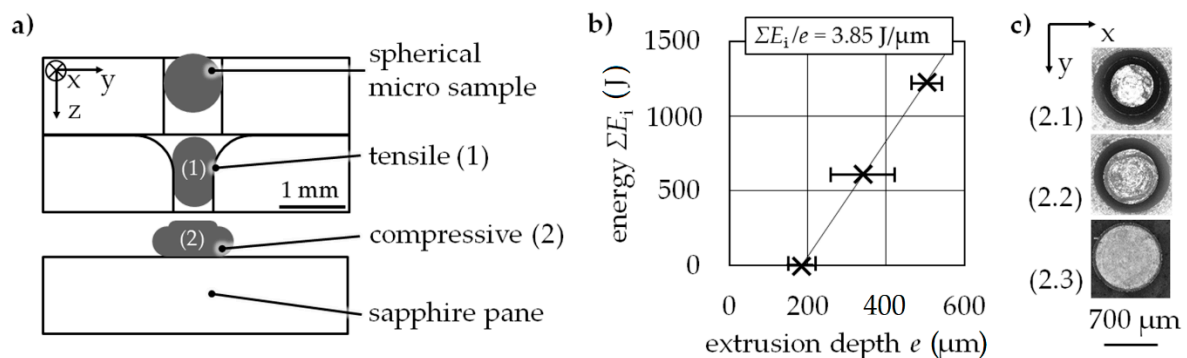 a)
x
y
z
spherical
micro sample
(1)
tensile (1)
1 mm
(2)
compressive (2)
sapphire pane
b)
ΣEi/e = 3.85 J/μm
energy ΣEi (J)
1500
1000
500
0
0
200
400
600
extrusion depth e (μm)
c)
x
y
(2.1)
(2.2)
(2.3)
700 μm